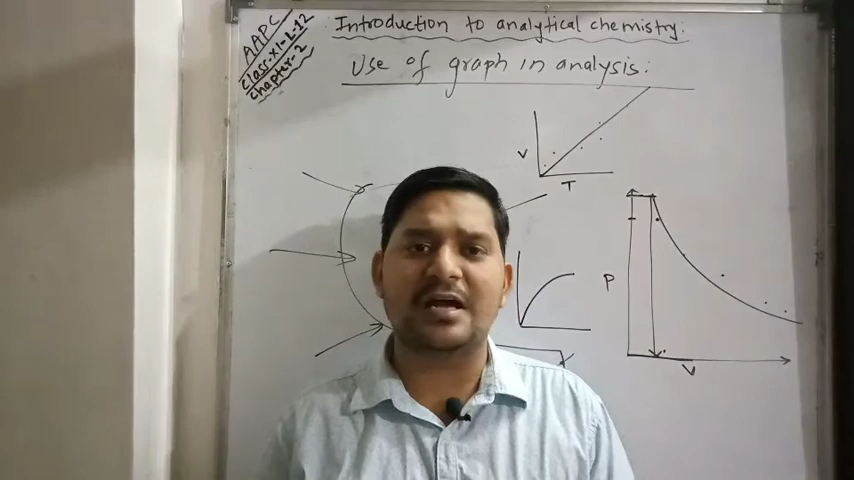 AAPC
Class-XI-L-12
Chapter-2
Introduction to analytical chemistry:
Use of graph in analysis:
V
T
P
V